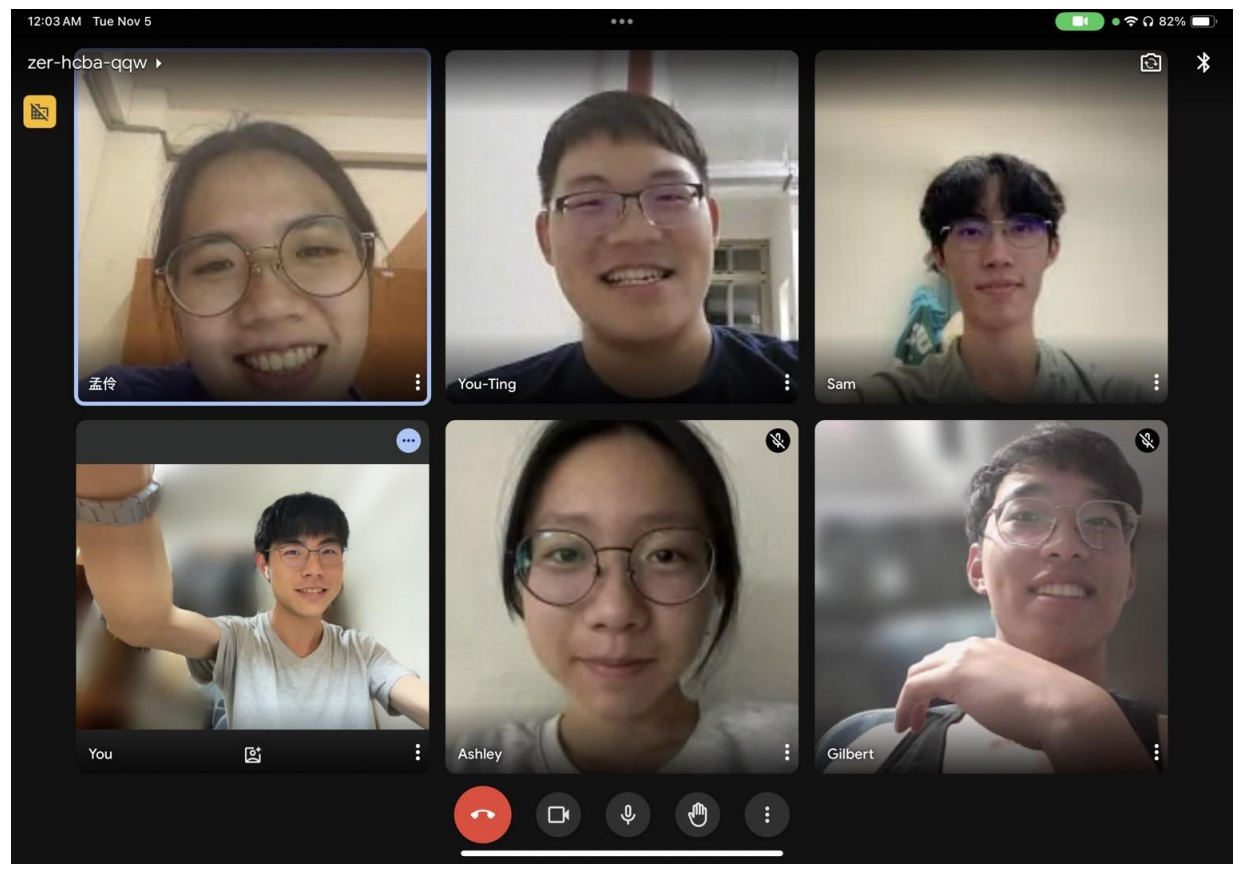 12:03 AM Tue Nov 5
82%
zer-hcba-qqw
孟伶
You-Ting
Sam
You
Ashley
Gilbert